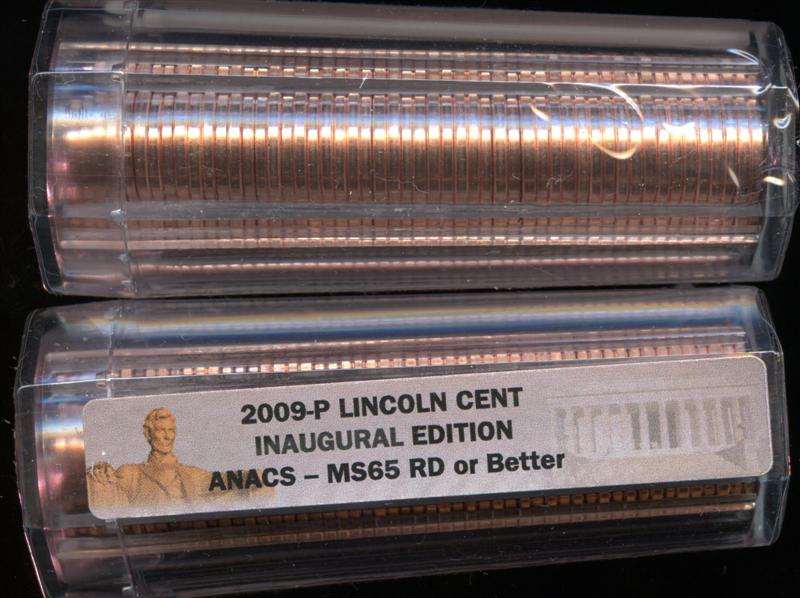 2009-P LINCOLN CENT
INAUGURAL EDITION
ANACS – MS65 RD or Better